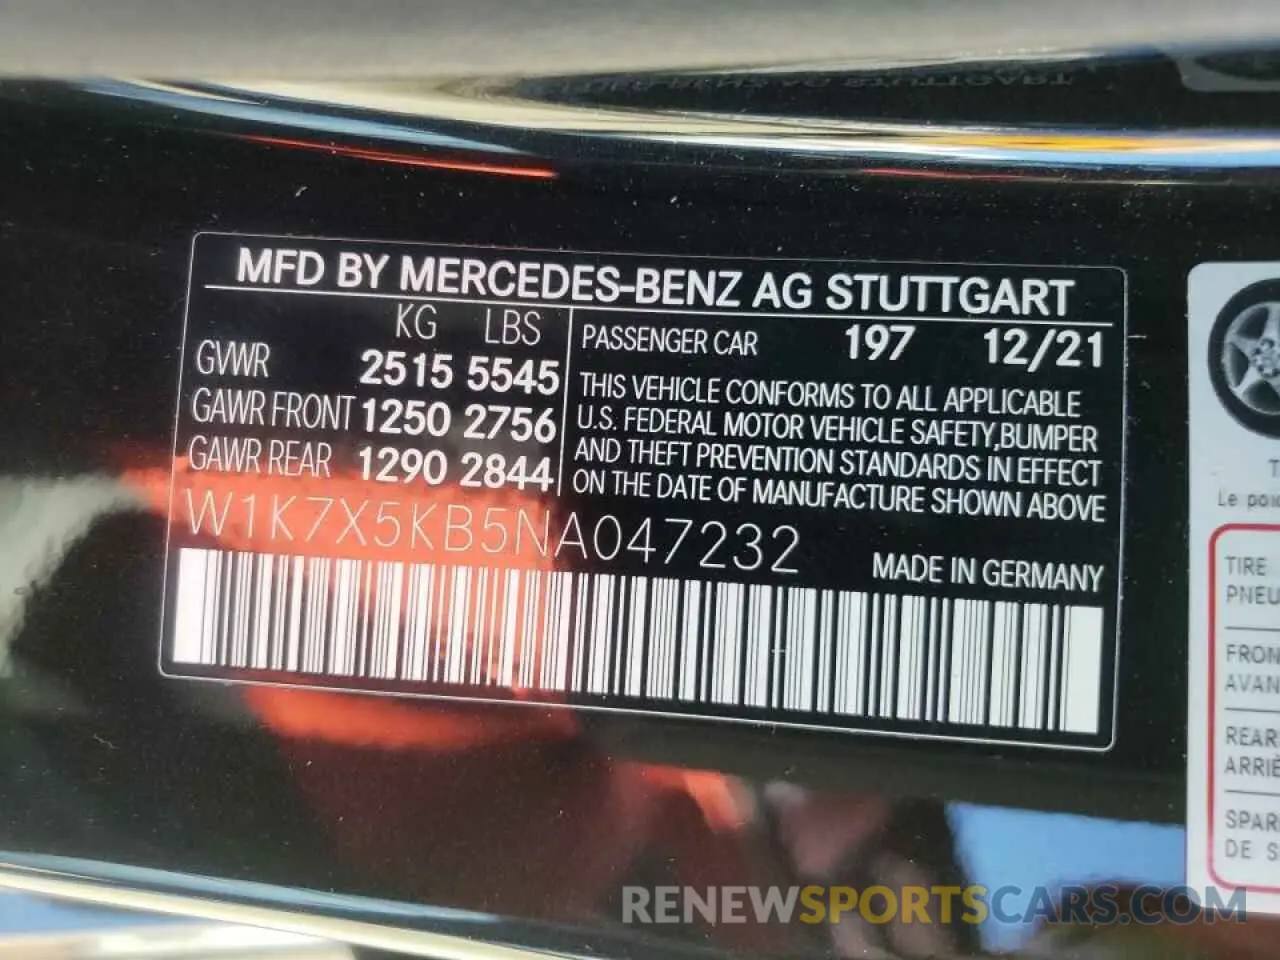 MFD BY MERCEDES-BENZ AG STUTTGART
KG LBS
GVWR 2515 5545
GAWR FRONT 1250 2756
GAWR REAR 1290 2844
PASSENGER CAR 197 12/21
THIS VEHICLE CONFORMS TO ALL APPLICABLE
U.S. FEDERAL MOTOR VEHICLE SAFETY,BUMPER
AND THEFT PREVENTION STANDARDS IN EFFECT
ON THE DATE OF MANUFACTURE SHOWN ABOVE
W1K7X5KB5NA047232
MADE IN GERMANY
T
Le poi
TIRE
PNEU
FRON
AVAN
REAR
ARRIÈ
SPAR
DE S
RENEWSPORTSCARS.COM